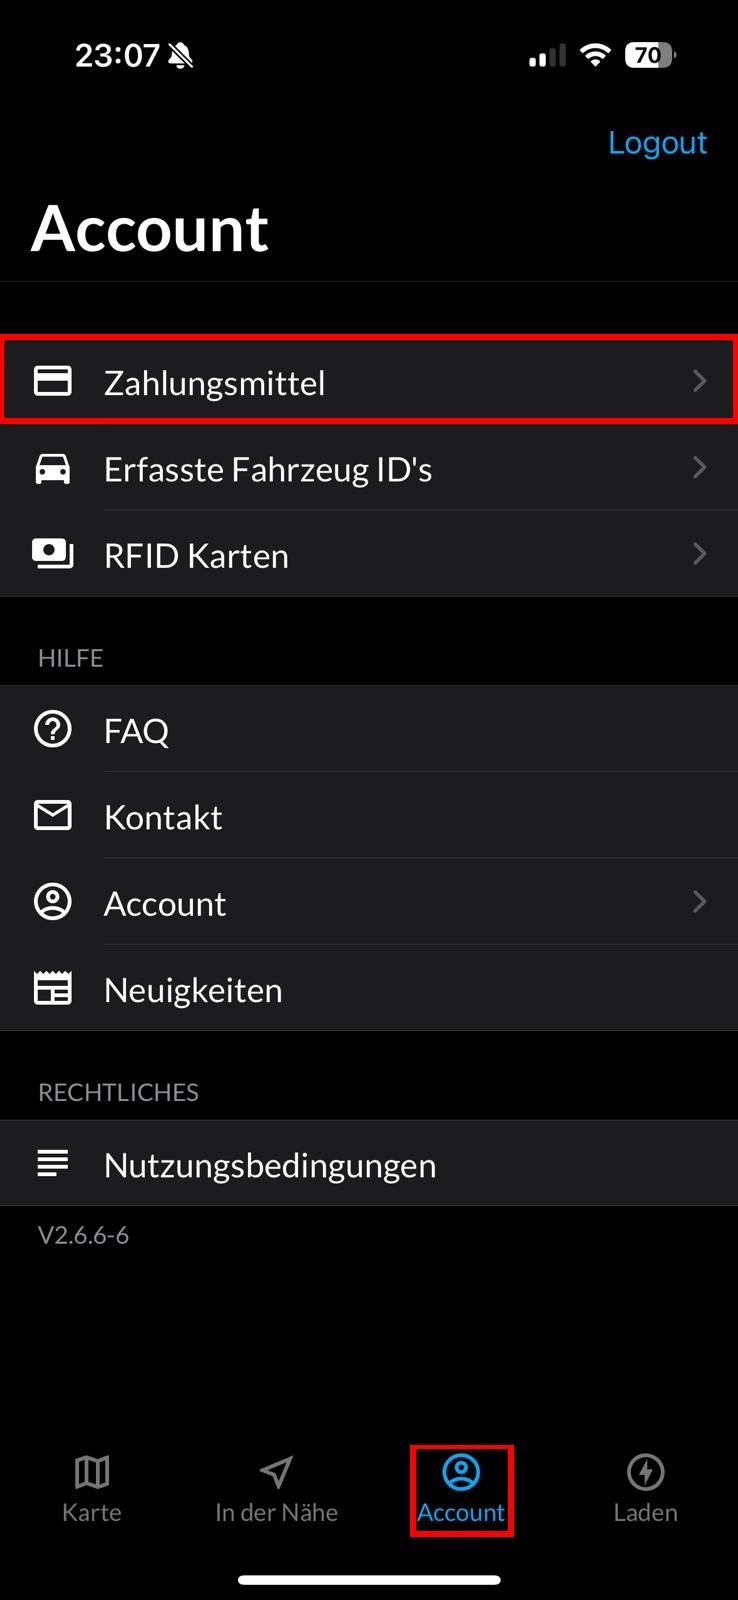 23:07
70
Logout
Account
Zahlungsmittel
Erfasste Fahrzeug ID's
RFID Karten
HILFE
FAQ
Kontakt
Account
Neuigkeiten
RECHTLICHES
Nutzungsbedingungen
V2.6.6-6
Karte
In der Nähe
Account
Laden